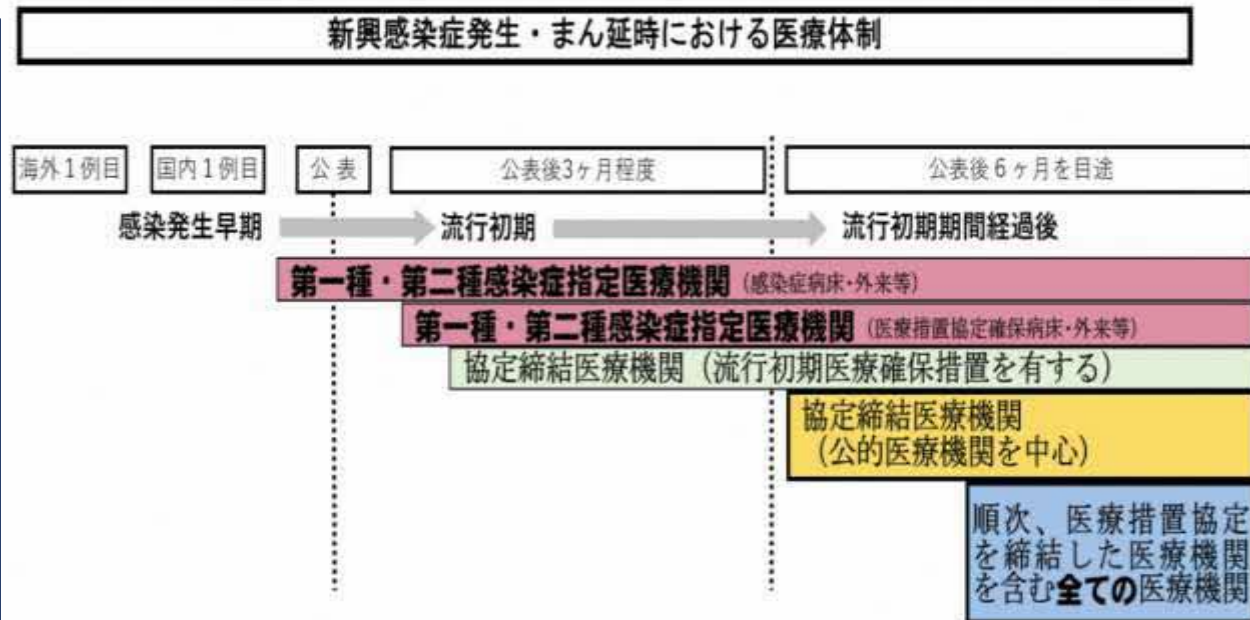 新興感染症発生・まん延時における医療体制
海外1例目
国内1例目
公表
公表後3ヶ月程度
公表後6ヶ月を目途
感染発生早期
流行初期
流行初期期間経過後
第一種・第二種感染症指定医療機関（感染症病床・外来等）
第一種・第二種感染症指定医療機関（医療措置協定確保病床・外来等）
協定締結医療機関（流行初期医療確保措置を有する）
協定締結医療機関
（公的医療機関を中心）
順次、医療措置協定
を締結した医療機関
を含む全ての医療機関